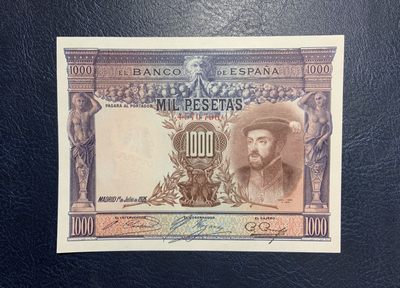 1000 EL BANCO DE ESPAÑA 1000
PAGARÁ AL PORTADOR
MIL PESETAS
1000
MADRID 1º de Julio de 1925
EL INTERVENTOR EL GOBERNADOR EL CAJERO
1000 1000